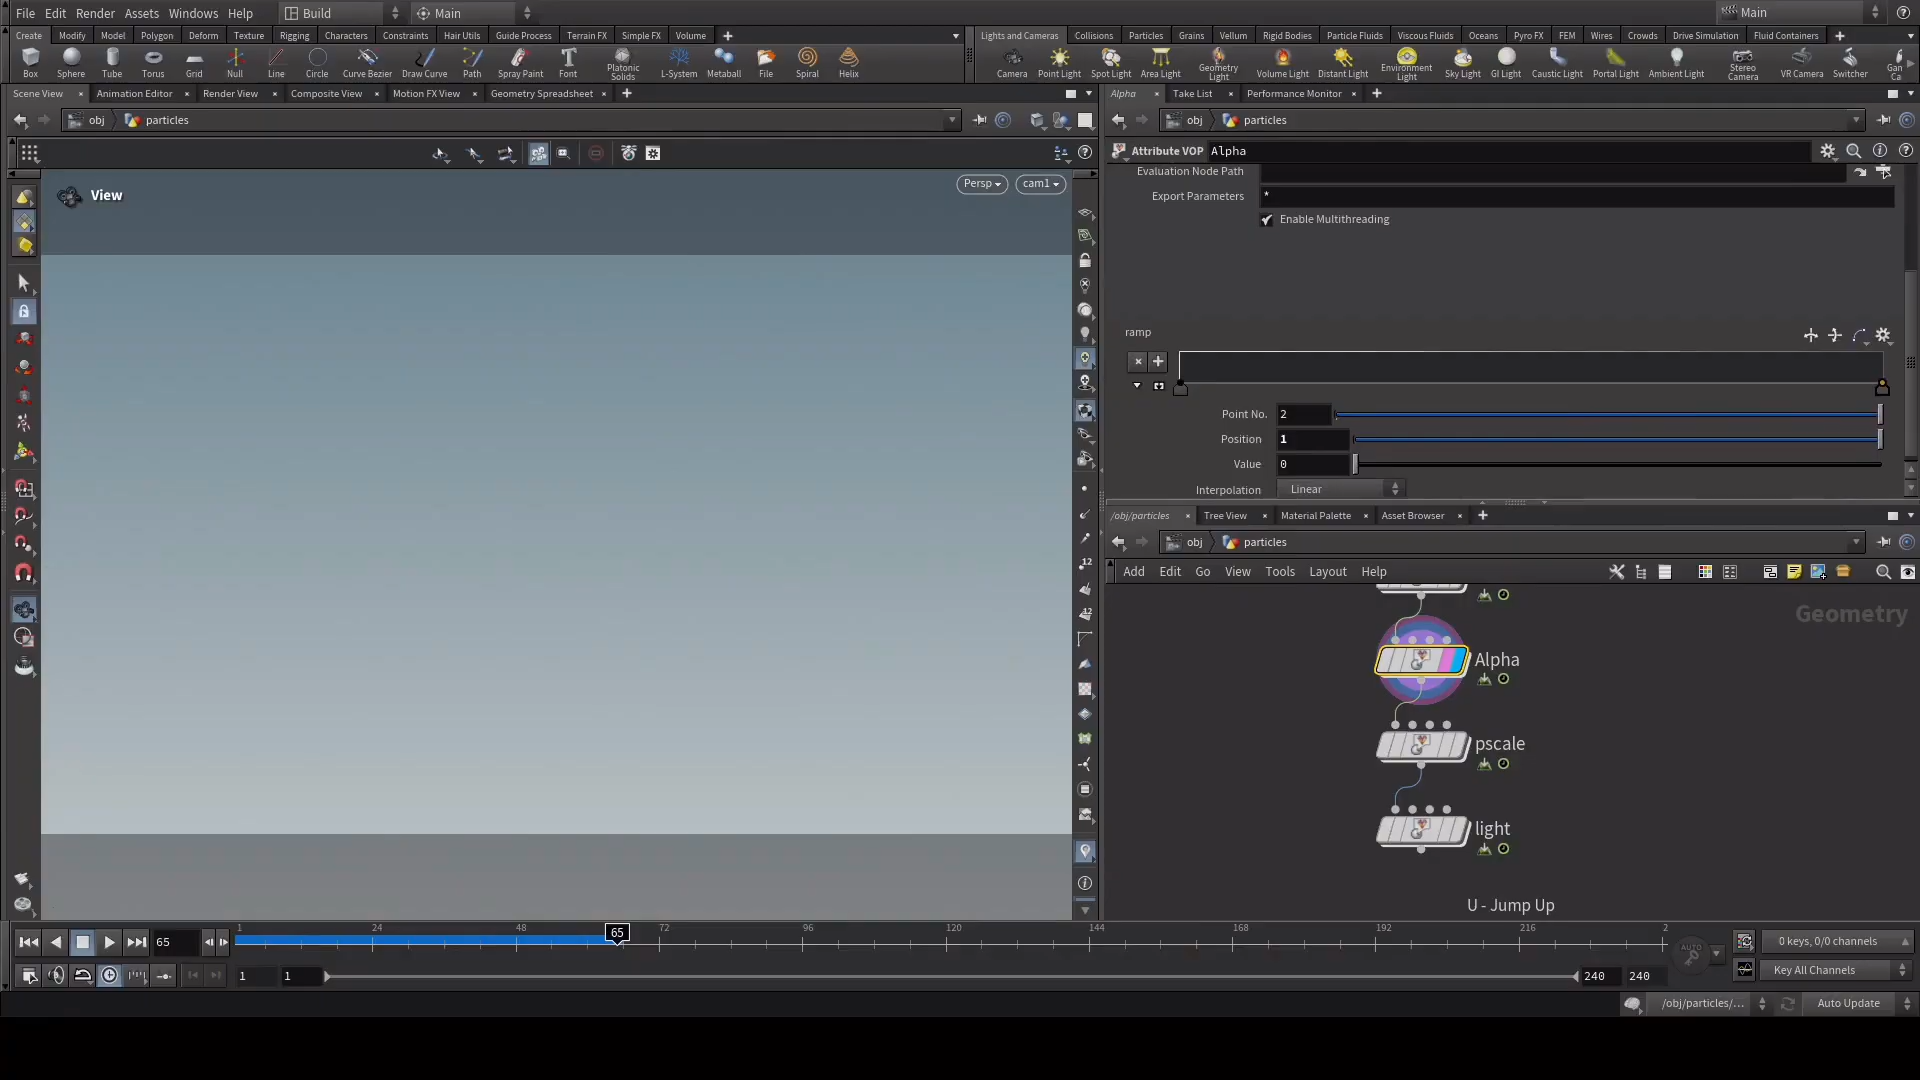 File Edit Render Assets Windows Help Build Main Main
Create Modify Model Polygon Deform Texture Rigging Characters Constraints Hair Utils Guide Process Terrain FX Simple FX Volume
Lights and Cameras Collisions Particles Grains Vellum Rigid Bodies Particle Fluids Viscous Fluids Oceans Pyro FX FEM Wires Crowds Drive Simulation Fluid Containers
Box Sphere Tube Torus Grid Null Line Circle Curve Bezier Draw Curve Path Spray Paint Font Platonic Solids L-System Metaball File Spiral Helix
Camera Point Light Spot Light Area Light Geometry Light Volume Light Distant Light Environment Light Sky Light GI Light Caustic Light Portal Light Ambient Light Stereo Camera VR Camera Switcher Gan Ca
Scene View Animation Editor Render View Composite View Motion FX View Geometry Spreadsheet
Alpha Take List Performance Monitor
obj particles
obj particles
Attribute VOP Alpha
View
Persp cam1
Evaluation Node Path
Export Parameters *
Enable Multithreading
ramp
Point No. 2
Position 1
Value 0
Interpolation Linear
/obj/particles Tree View Material Palette Asset Browser
obj particles
Add Edit Go View Tools Layout Help
Geometry
Alpha
pscale
light
U - Jump Up
12
12
65
1 24 48 65 72 96 120 144 168 192 216 2
AUTO
0 keys, 0/0 channels
1 1 240 240
Key All Channels
/obj/particles/... Auto Update